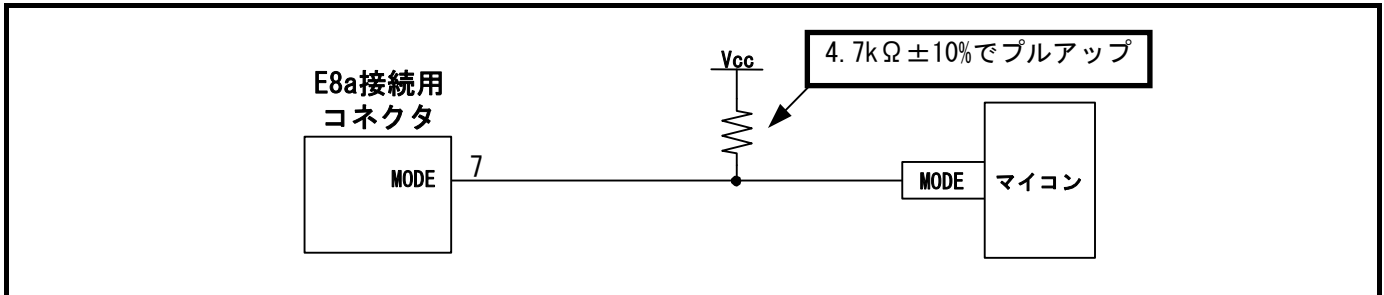 Vcc
4.7kΩ±10%でプルアップ
E8a接続用
コネクタ
MODE
7
MODE
マイコン